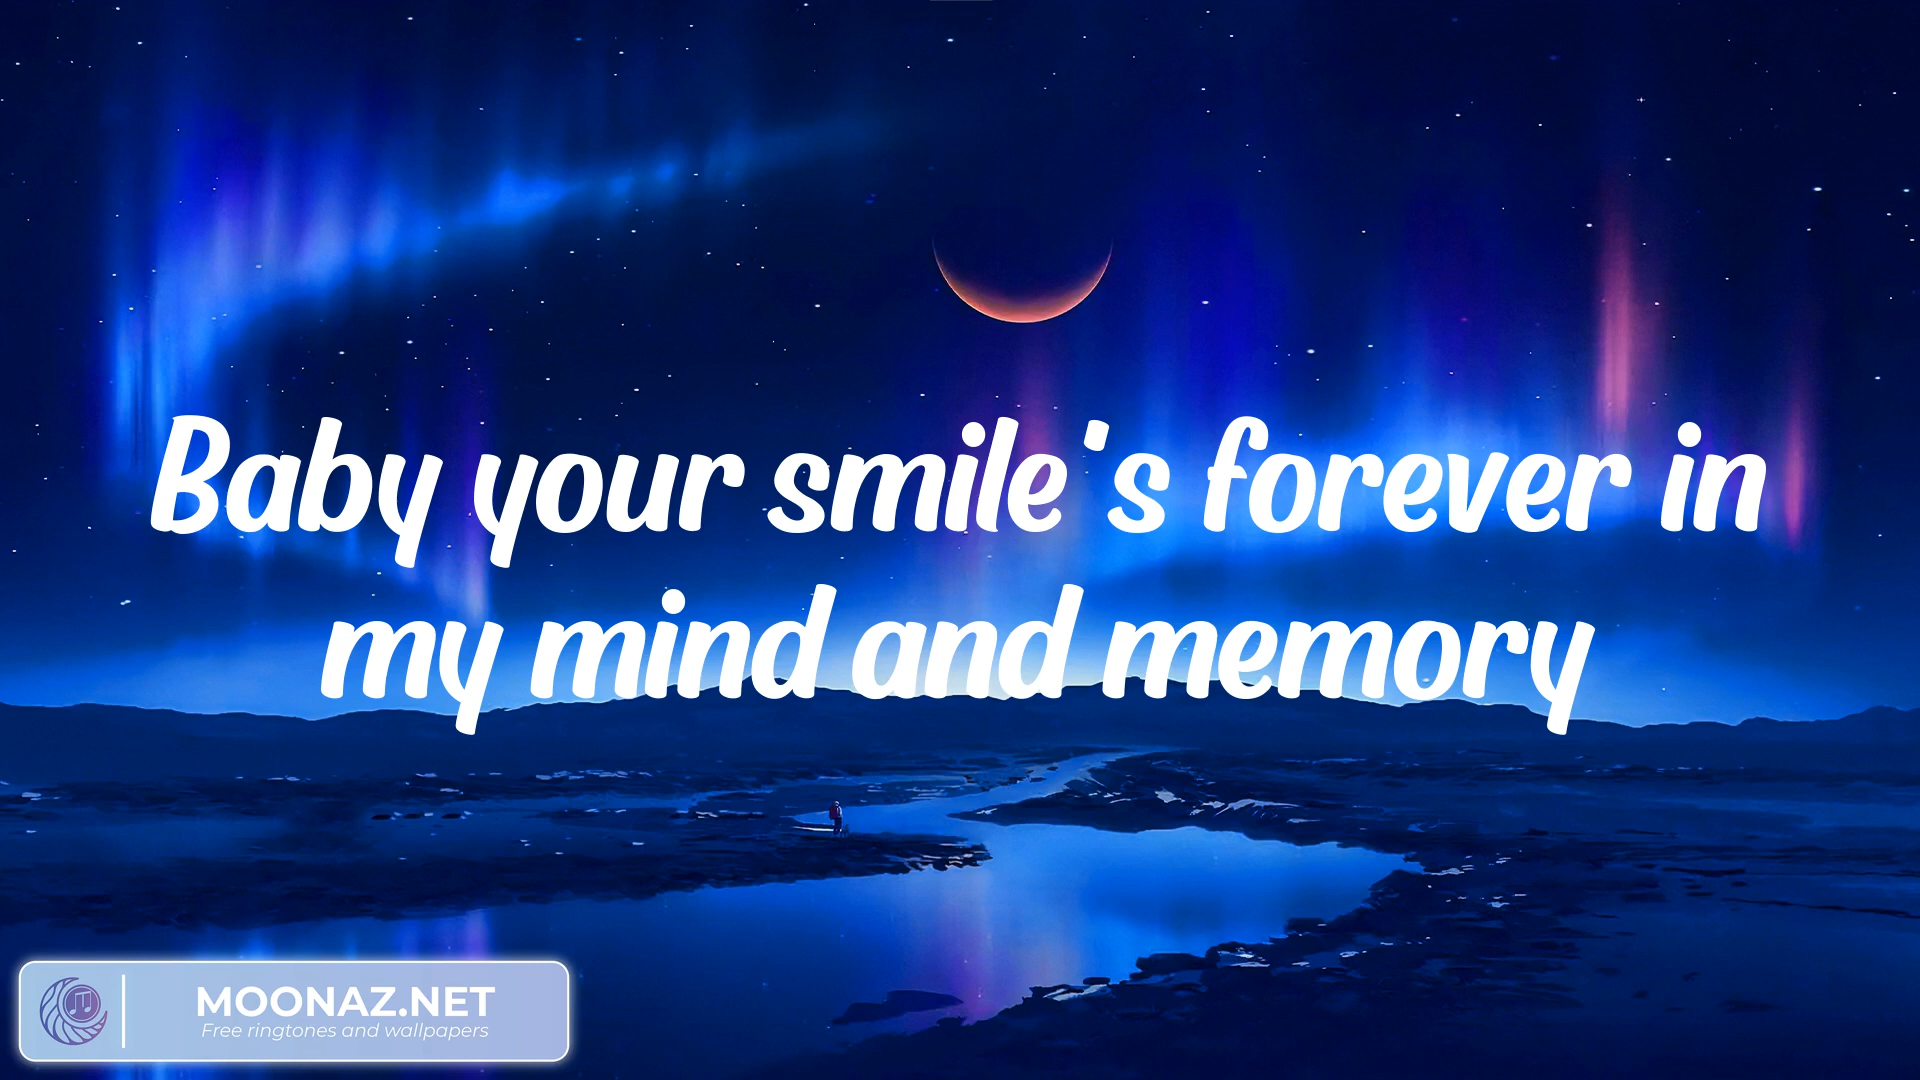 Baby your smile's forever in
my mind and memory
MOONAZ.NET
Free ringtones and wallpapers